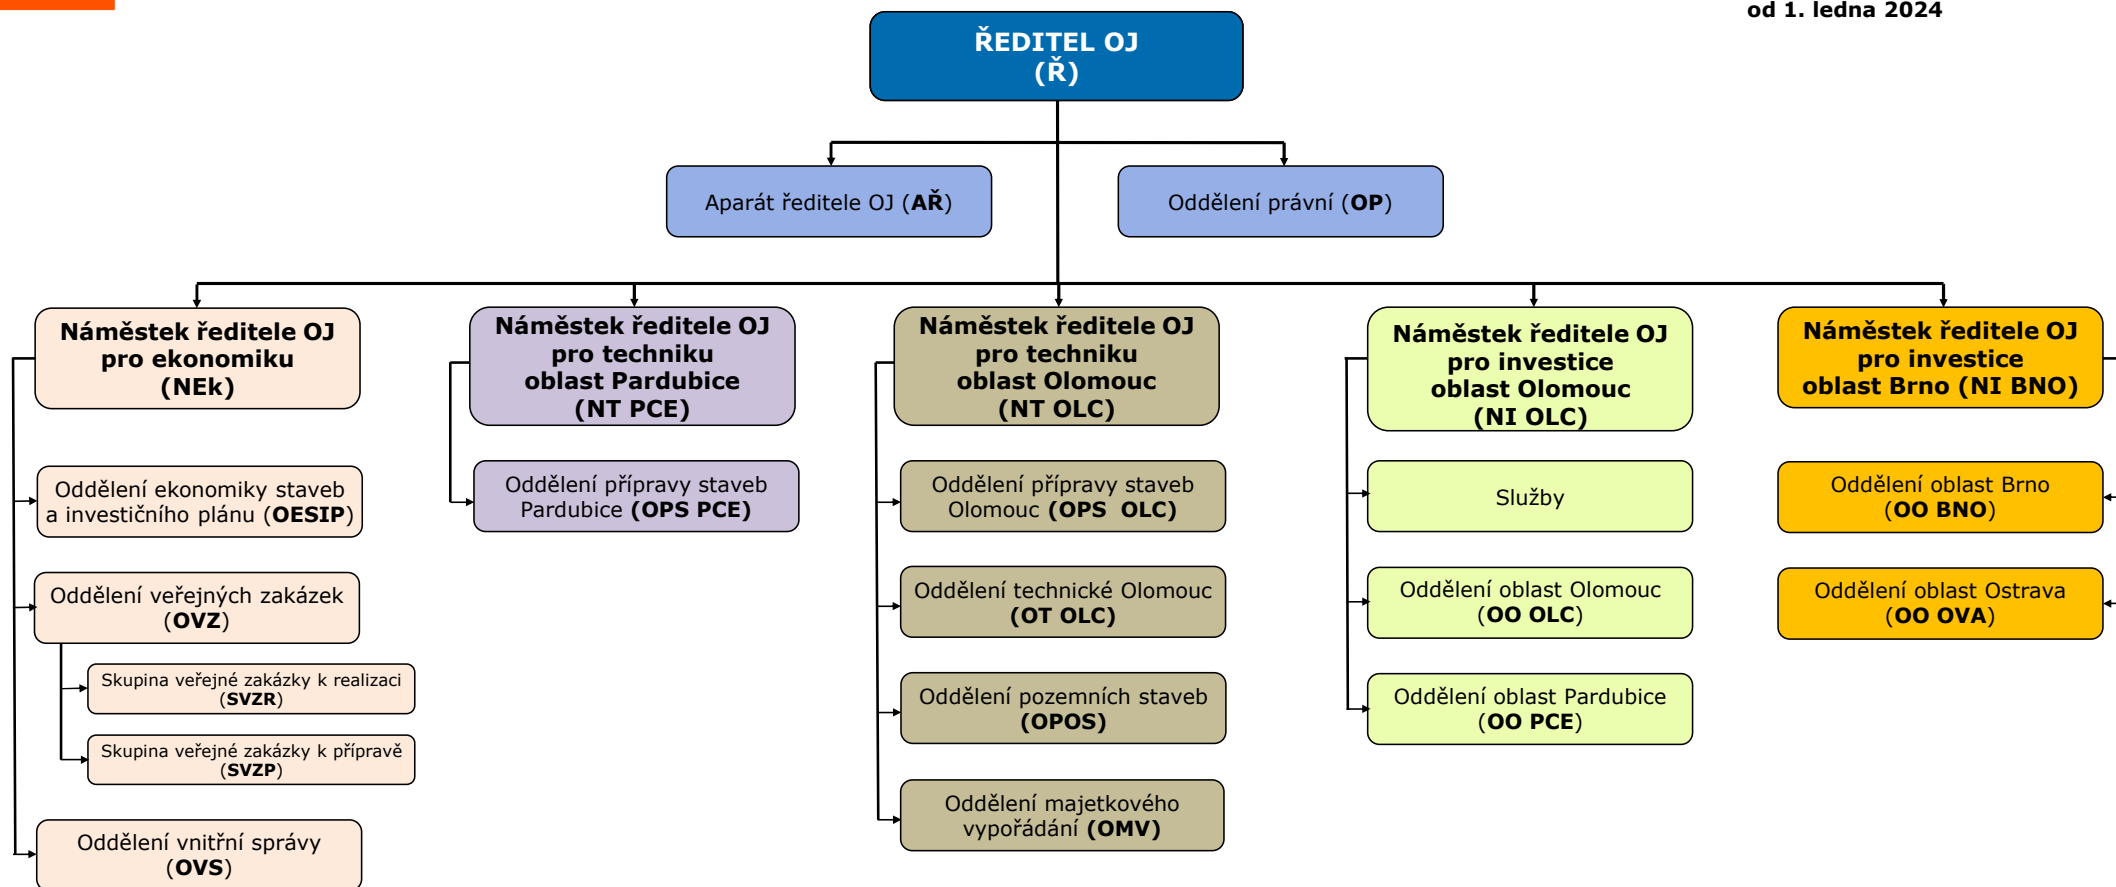 od 1. ledna 2024
ŘEDITEL OJ
(Ř)
Aparát ředitele OJ (AŘ)
Oddělení právní (OP)
Náměstek ředitele OJ
pro ekonomiku
(NEk)
Oddělení ekonomiky staveb
a investičního plánu (OESIP)
Oddělení veřejných zakázek
(OVZ)
Skupina veřejné zakázky k realizaci
(SVZR)
Skupina veřejné zakázky k přípravě
(SVZP)
Oddělení vnitřní správy
(OVS)
Náměstek ředitele OJ
pro techniku
oblast Pardubice
(NT PCE)
Oddělení přípravy staveb
Pardubice (OPS PCE)
Náměstek ředitele OJ
pro techniku
oblast Olomouc
(NT OLC)
Oddělení přípravy staveb
Olomouc (OPS OLC)
Oddělení technické Olomouc
(OT OLC)
Oddělení pozemních staveb
(OPOS)
Oddělení majetkového
vypořádání (OMV)
Náměstek ředitele OJ
pro investice
oblast Olomouc
(NI OLC)
Služby
Oddělení oblast Olomouc
(OO OLC)
Oddělení oblast Pardubice
(OO PCE)
Náměstek ředitele OJ
pro investice
oblast Brno (NI BNO)
Oddělení oblast Brno
(OO BNO)
Oddělení oblast Ostrava
(OO OVA)